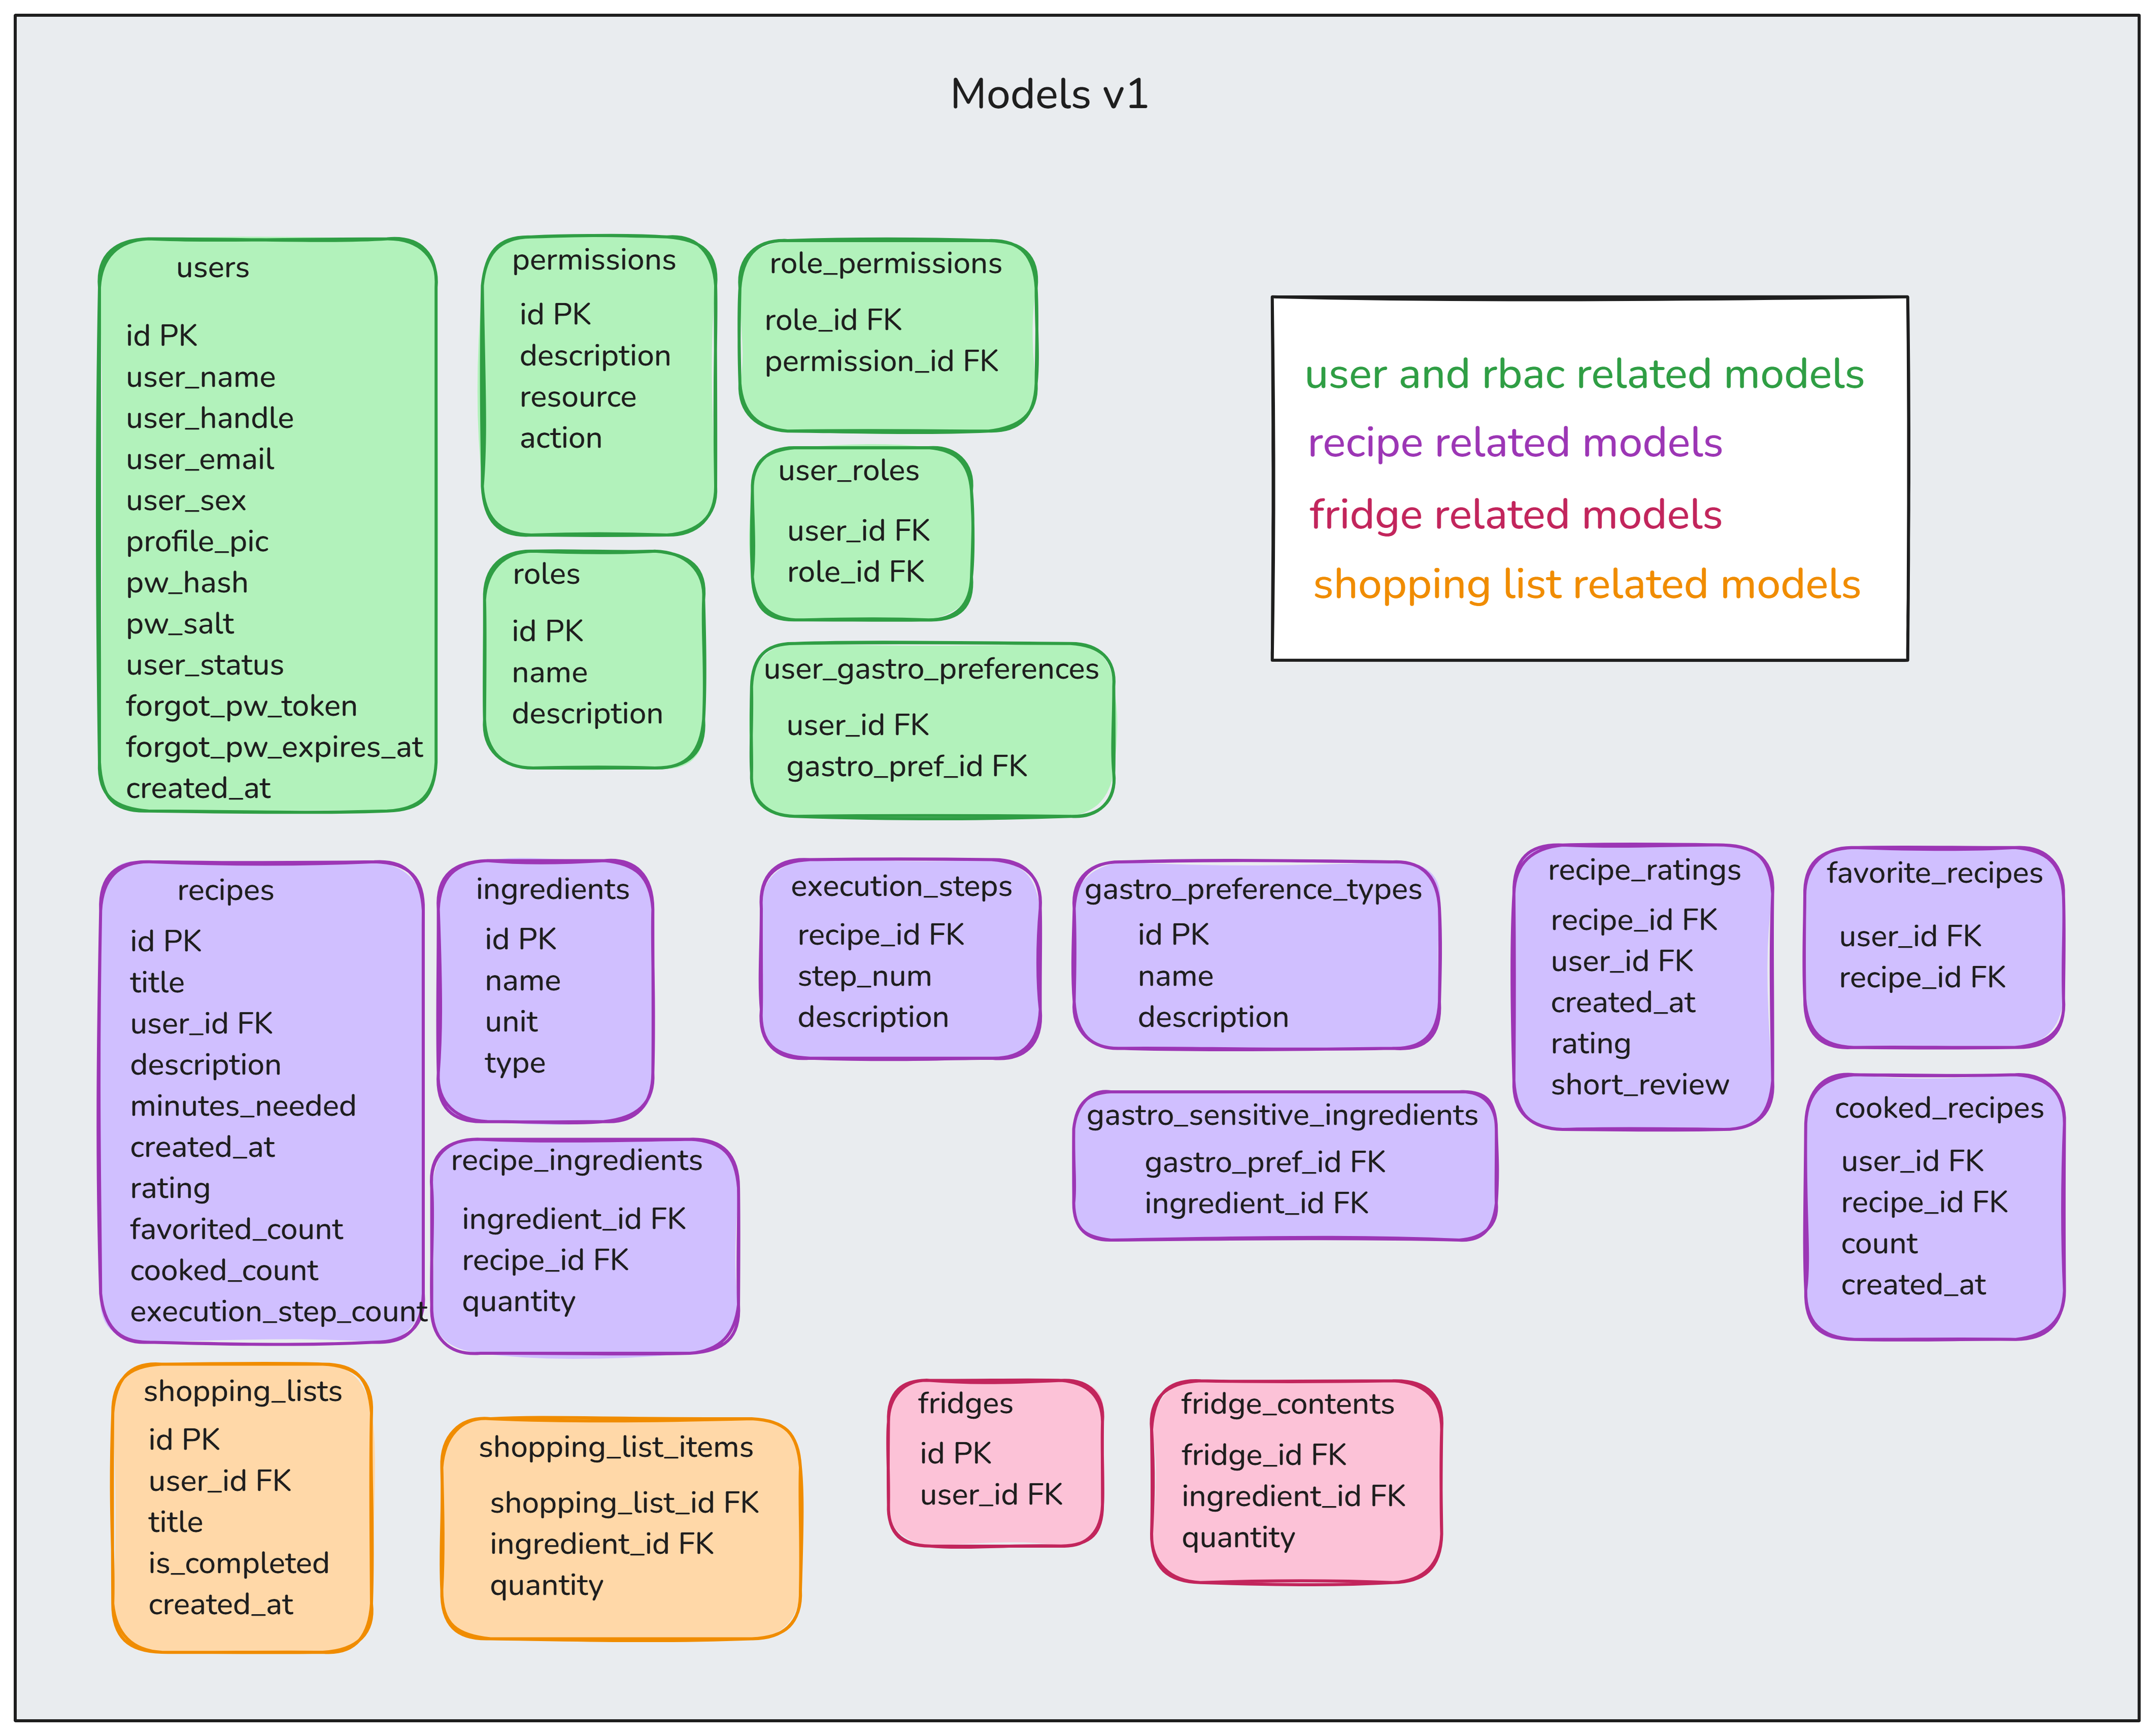 Models v1
users
id PK
user_name
user_handle
user_email
user_sex
profile_pic
pw_hash
pw_salt
user_status
forgot_pw_token
forgot_pw_expires_at
created_at
permissions
id PK
description
resource
action
roles
id PK
name
description
role_permissions
role_id FK
permission_id FK
user_roles
user_id FK
role_id FK
user_gastro_preferences
user_id FK
gastro_pref_id FK
user and rbac related models
recipe related models
fridge related models
shopping list related models
recipes
id PK
title
user_id FK
description
minutes_needed
created_at
rating
favorited_count
cooked_count
execution_step_count
ingredients
id PK
name
unit
type
recipe_ingredients
ingredient_id FK
recipe_id FK
quantity
execution_steps
recipe_id FK
step_num
description
gastro_preference_types
id PK
name
description
gastro_sensitive_ingredients
gastro_pref_id FK
ingredient_id FK
recipe_ratings
recipe_id FK
user_id FK
created_at
rating
short_review
favorite_recipes
user_id FK
recipe_id FK
cooked_recipes
user_id FK
recipe_id FK
count
created_at
shopping_lists
id PK
user_id FK
title
is_completed
created_at
shopping_list_items
shopping_list_id FK
ingredient_id FK
quantity
fridges
id PK
user_id FK
fridge_contents
fridge_id FK
ingredient_id FK
quantity